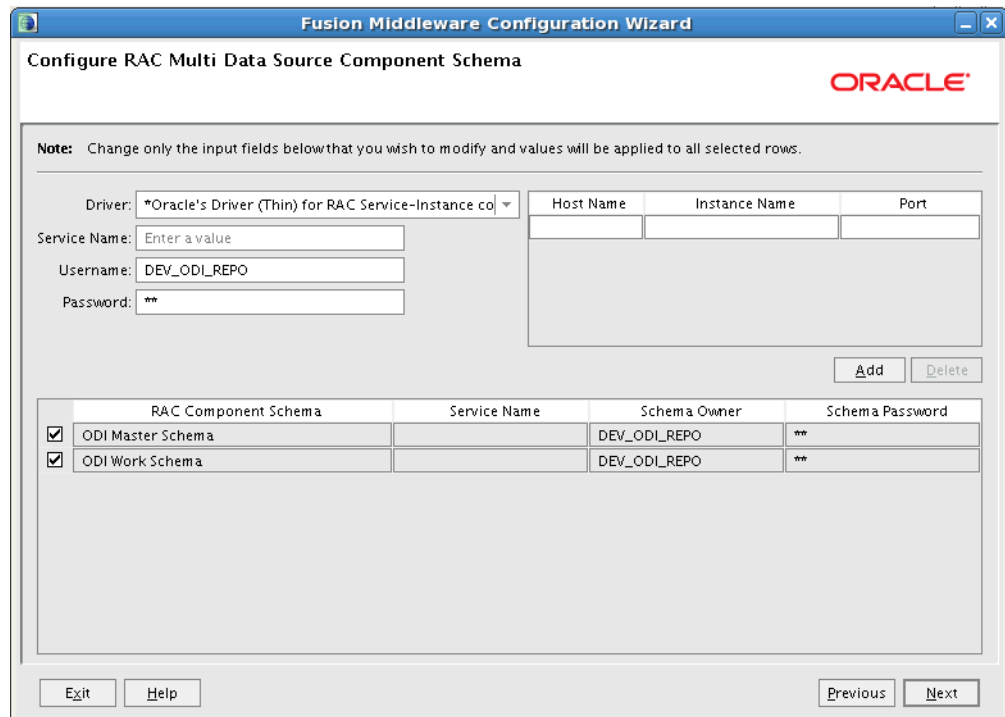 Fusion Middleware Configuration Wizard
Configure RAC Multi Data Source Component Schema
ORACLE
Note: Change only the input fields below that you wish to modify and values will be applied to all selected rows.
Driver: *Oracle's Driver (Thin) for RAC Service-Instance co
Service Name: Enter a value
Username: DEV_ODI_REPO
Password: **
Host Name Instance Name Port
Add Delete
RAC Component Schema Service Name Schema Owner Schema Password
ODI Master Schema DEV_ODI_REPO **
ODI Work Schema DEV_ODI_REPO **
Exit Help Previous Next